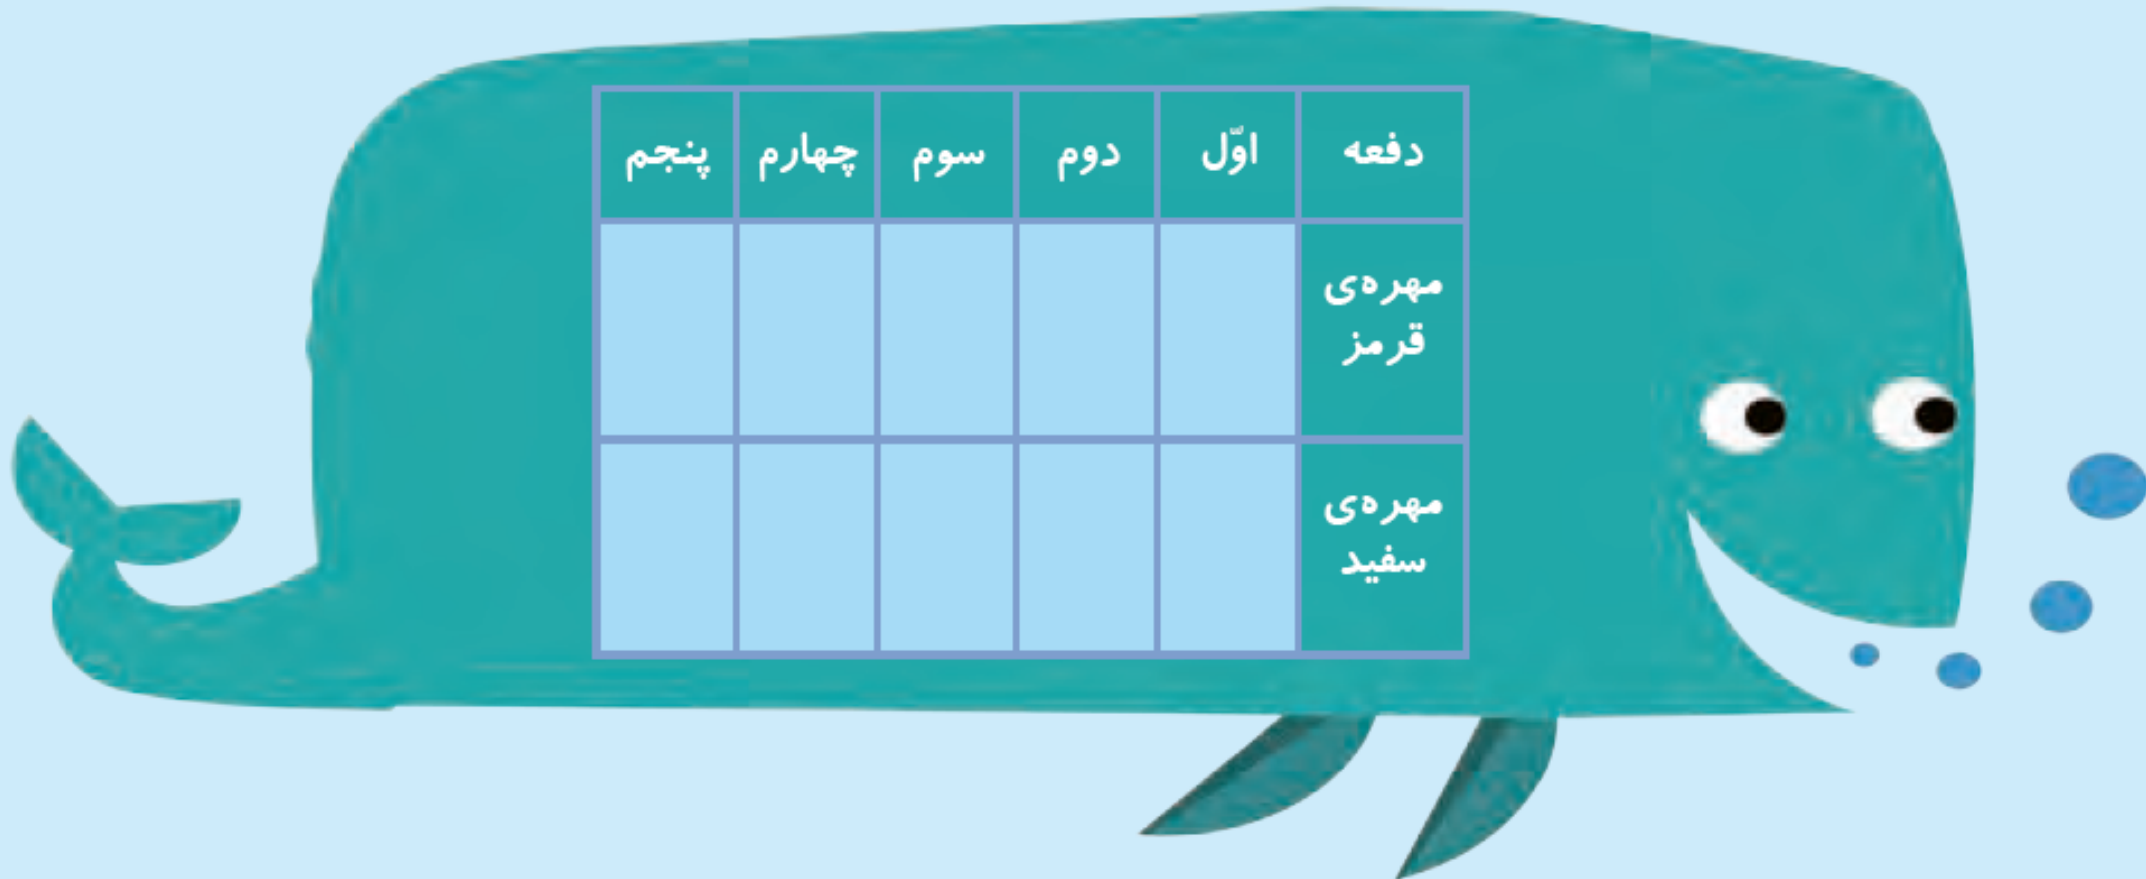 دفعه اوّل دوم سوم چهارم پنجم
مهره‌ی
قرمز
مهره‌ی
سفید